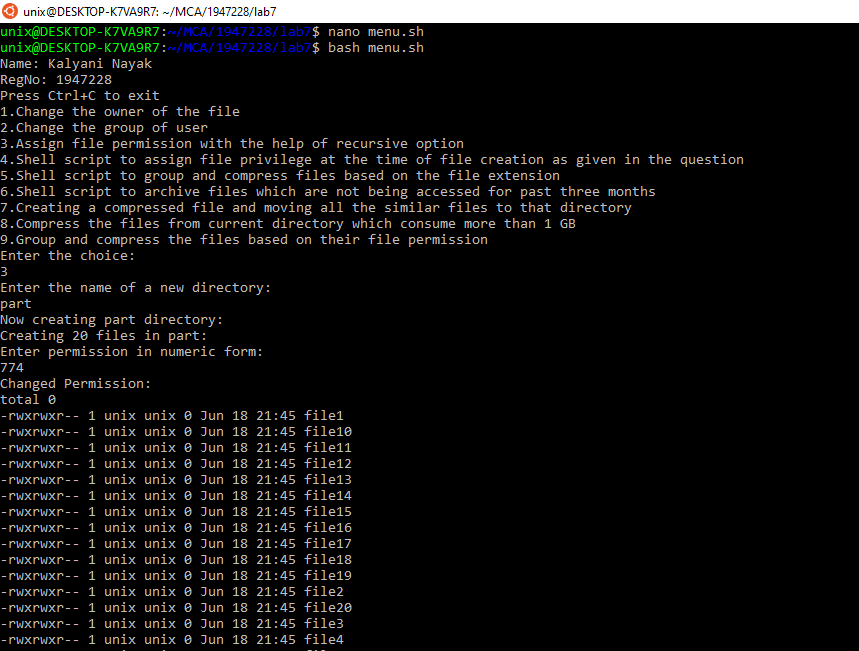 unix@DESKTOP-K7VA9R7: ~/MCA/1947228/lab7
unix@DESKTOP-K7VA9R7:~/MCA/1947228/lab7$ nano menu.sh
unix@DESKTOP-K7VA9R7:~/MCA/1947228/lab7$ bash menu.sh
Name: Kalyani Nayak
RegNo: 1947228
Press Ctrl+C to exit
1.Change the owner of the file
2.Change the group of user
3.Assign file permission with the help of recursive option
4.Shell script to assign file privilege at the time of file creation as given in the question
5.Shell script to group and compress files based on the file extension
6.Shell script to archive files which are not being accessed for past three months
7.Creating a compressed file and moving all the similar files to that directory
8.Compress the files from current directory which consume more than 1 GB
9.Group and compress the files based on their file permission
Enter the choice:
3
Enter the name of a new directory:
part
Now creating part directory:
Creating 20 files in part:
Enter permission in numeric form:
774
Changed Permission:
total 0
-rwxrwxr-- 1 unix unix 0 Jun 18 21:45 file1
-rwxrwxr-- 1 unix unix 0 Jun 18 21:45 file10
-rwxrwxr-- 1 unix unix 0 Jun 18 21:45 file11
-rwxrwxr-- 1 unix unix 0 Jun 18 21:45 file12
-rwxrwxr-- 1 unix unix 0 Jun 18 21:45 file13
-rwxrwxr-- 1 unix unix 0 Jun 18 21:45 file14
-rwxrwxr-- 1 unix unix 0 Jun 18 21:45 file15
-rwxrwxr-- 1 unix unix 0 Jun 18 21:45 file16
-rwxrwxr-- 1 unix unix 0 Jun 18 21:45 file17
-rwxrwxr-- 1 unix unix 0 Jun 18 21:45 file18
-rwxrwxr-- 1 unix unix 0 Jun 18 21:45 file19
-rwxrwxr-- 1 unix unix 0 Jun 18 21:45 file2
-rwxrwxr-- 1 unix unix 0 Jun 18 21:45 file20
-rwxrwxr-- 1 unix unix 0 Jun 18 21:45 file3
-rwxrwxr-- 1 unix unix 0 Jun 18 21:45 file4